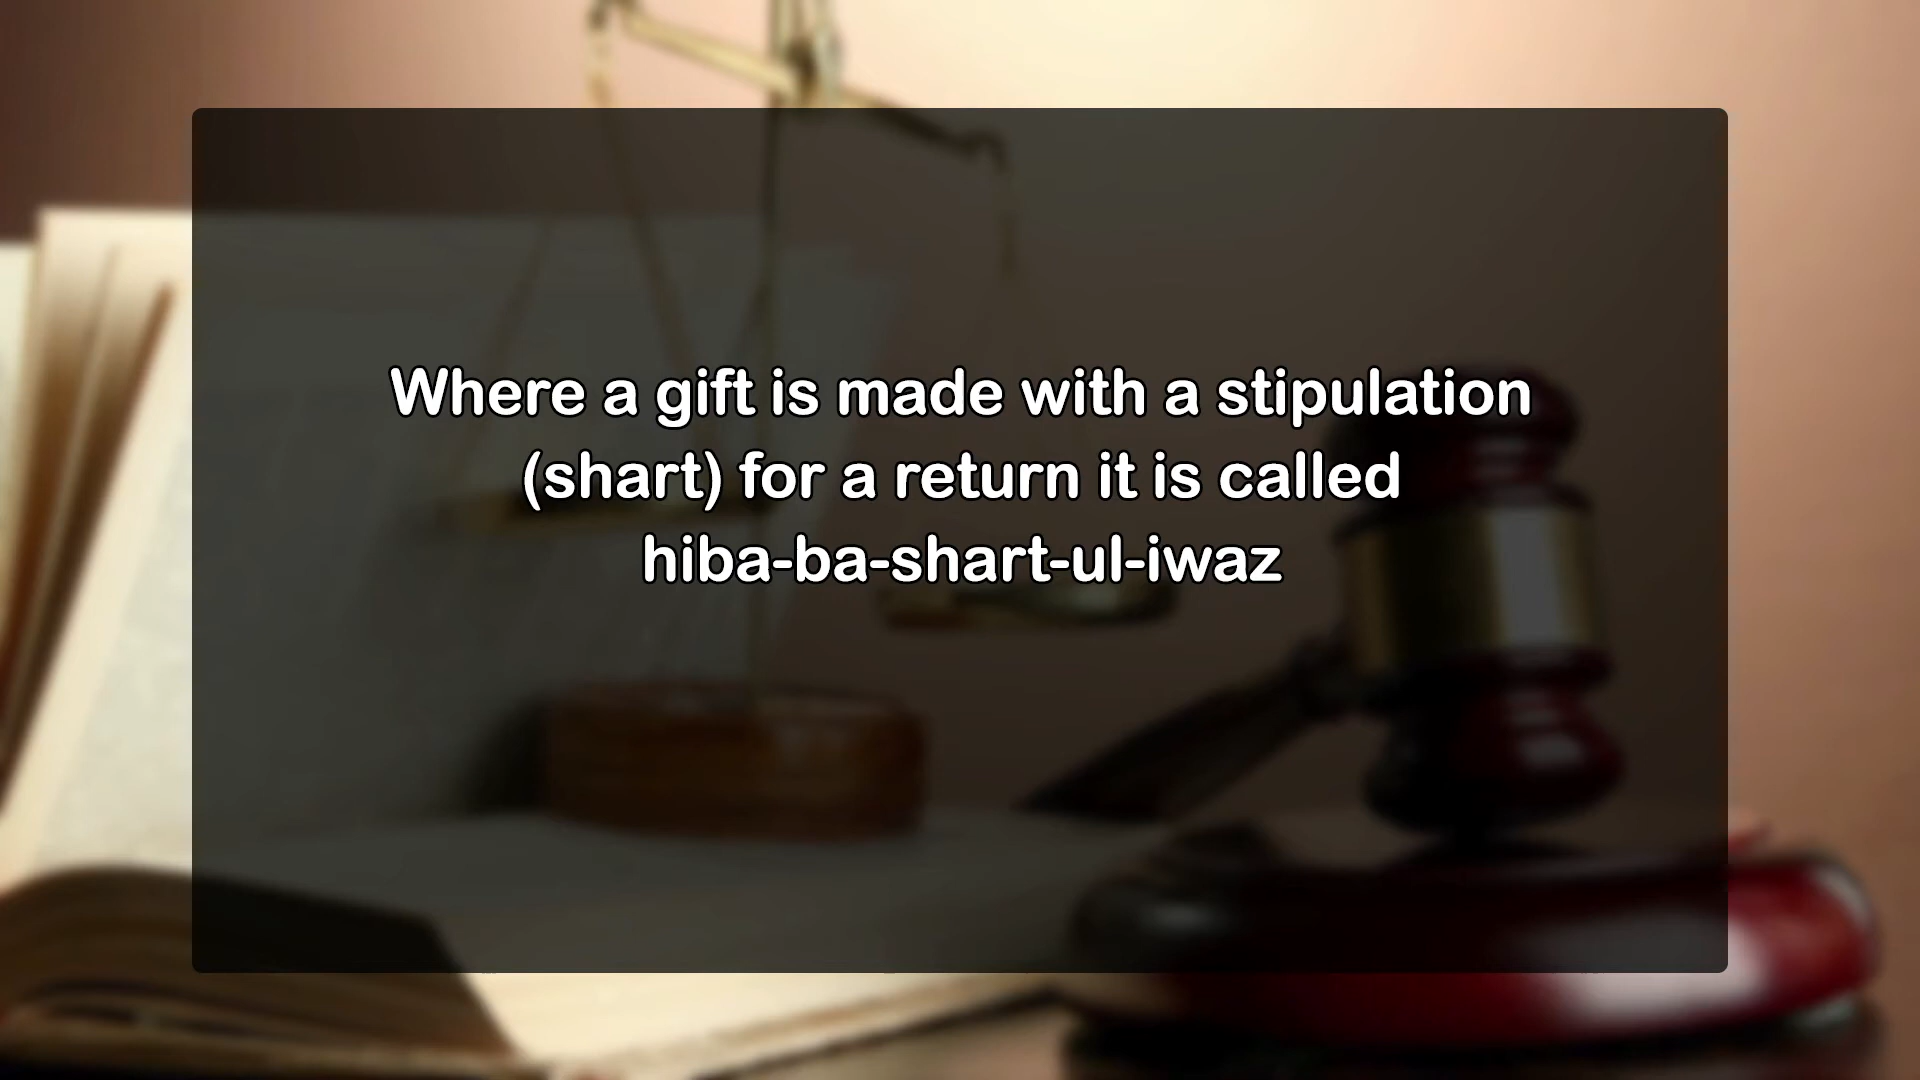 Where a gift is made with a stipulation
(shart) for a return it is called
hiba-ba-shart-ul-iwaz